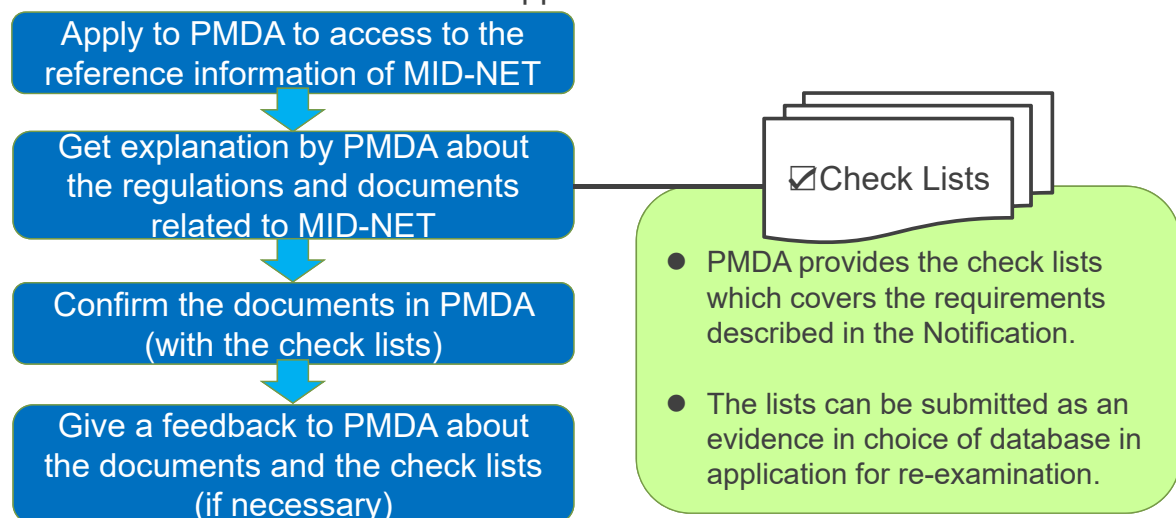 Apply to PMDA to access to the
reference information of MID-NET
Get explanation by PMDA about
the regulations and documents
related to MID-NET
Confirm the documents in PMDA
(with the check lists)
Give a feedback to PMDA about
the documents and the check lists
(if necessary)
☑Check Lists
● PMDA provides the check lists
which covers the requirements
described in the Notification.
● The lists can be submitted as an
evidence in choice of database in
application for re-examination.